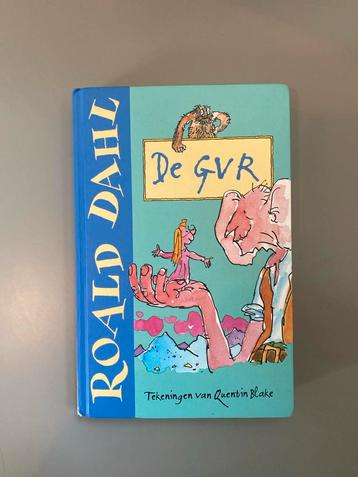 ROALD DAHL
De GVR
Tekeningen van Quentin Blake